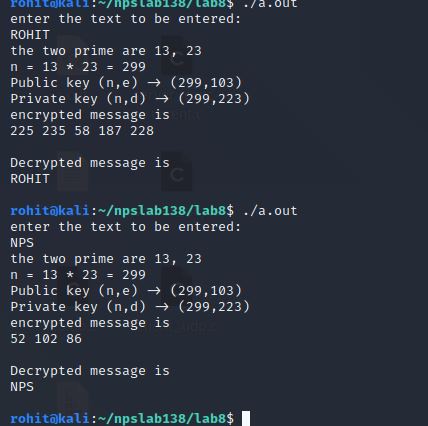 rohit@kali:~/npslab138/lab8$ ./a.out
enter the text to be entered:
ROHIT
the two prime are 13, 23
n = 13 * 23 = 299
Public key (n,e) → (299,103)
Private key (n,d) → (299,223)
encrypted message is
225 235 58 187 228
Decrypted message is
ROHIT
rohit@kali:~/npslab138/lab8$ ./a.out
enter the text to be entered:
NPS
the two prime are 13, 23
n = 13 * 23 = 299
Public key (n,e) → (299,103)
Private key (n,d) → (299,223)
encrypted message is
52 102 86
Decrypted message is
NPS
rohit@kali:~/npslab138/lab8$